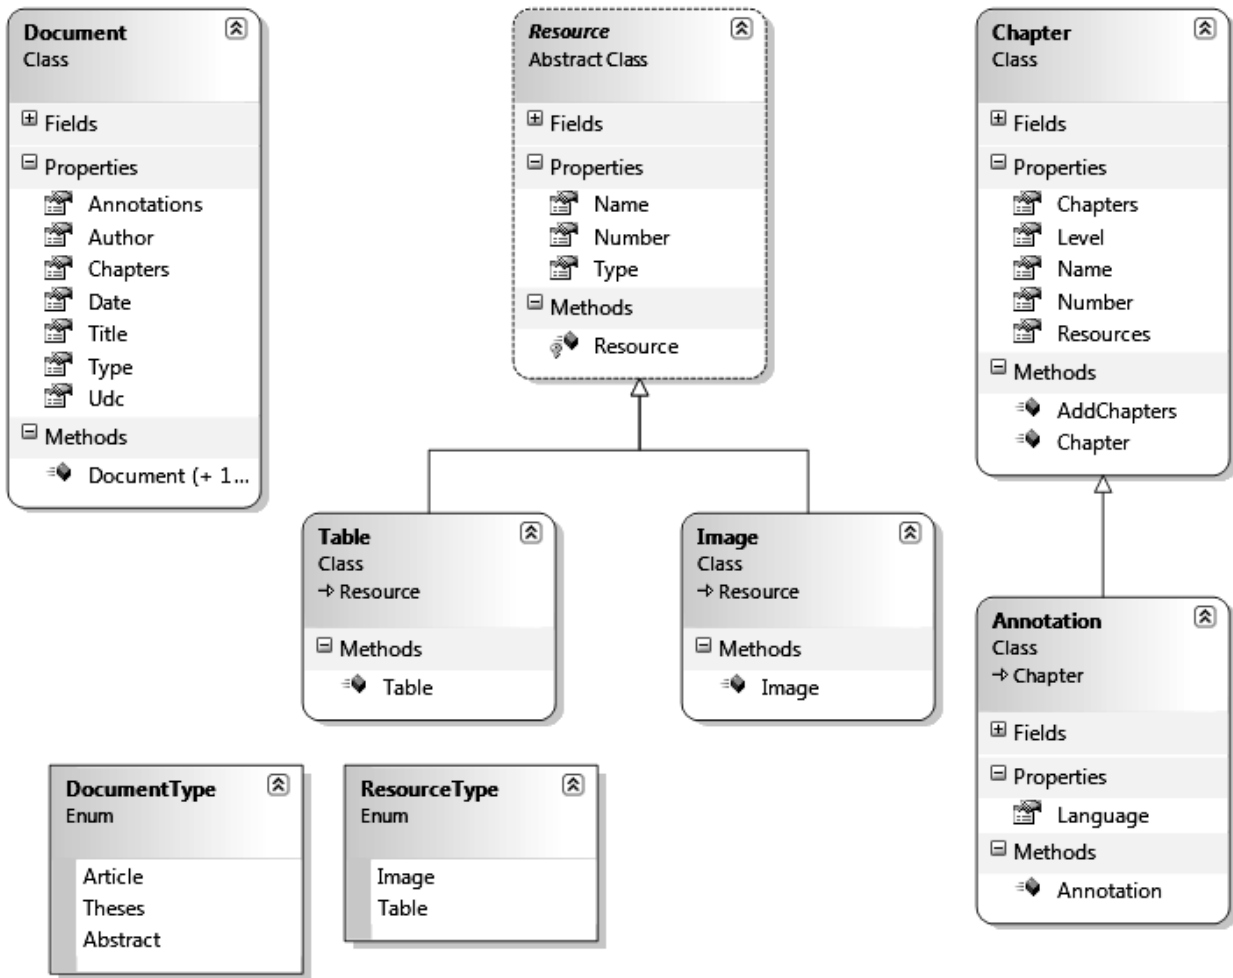 Document
Class
Fields
Properties
Annotations
Author
Chapters
Date
Title
Type
Udc
Methods
Document (+ 1...
Resource
Abstract Class
Fields
Properties
Name
Number
Type
Methods
Resource
Chapter
Class
Fields
Properties
Chapters
Level
Name
Number
Resources
Methods
AddChapters
Chapter
Table
Class
Resource
Methods
Table
Image
Class
Resource
Methods
Image
Annotation
Class
Chapter
Fields
Properties
Language
Methods
Annotation
DocumentType
Enum
Article
Theses
Abstract
ResourceType
Enum
Image
Table